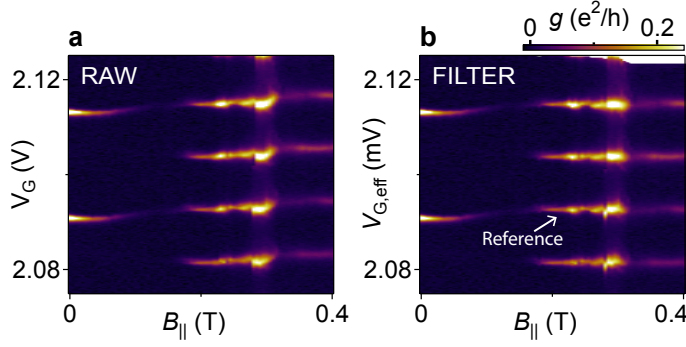 g (e²/h)
0 0.2
a b
RAW FILTER
2.12 2.12
V_G (V) V_G,eff (mV)
Reference
2.08 2.08
0 0.4 0 0.4
B_|| (T) B_|| (T)